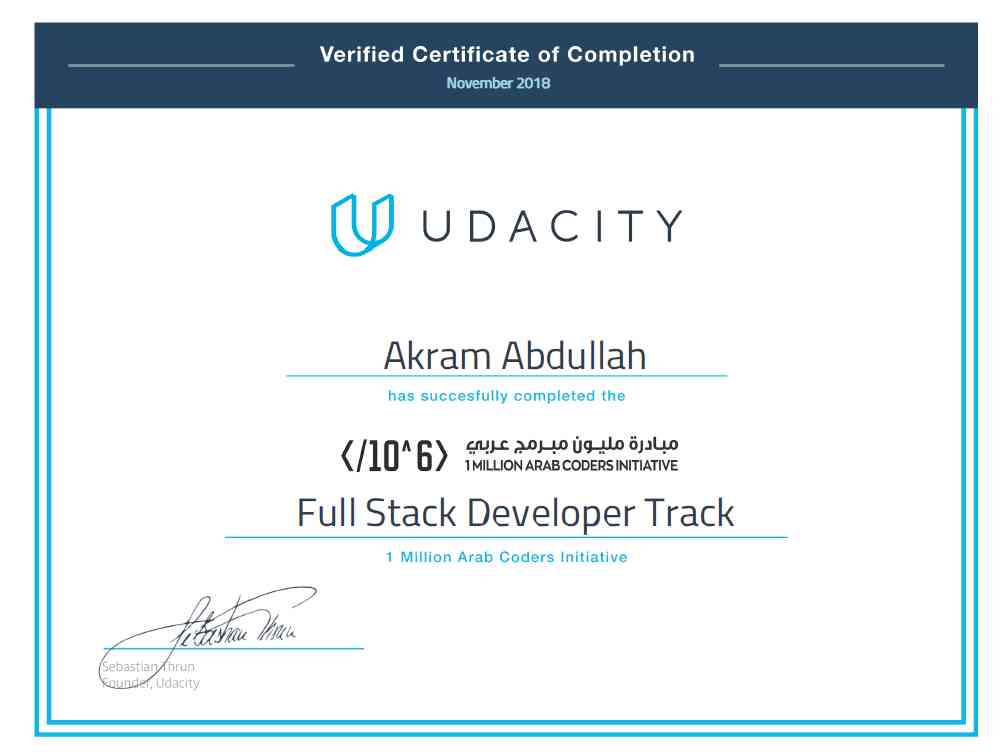 Verified Certificate of Completion
November 2018
UDACITY
Akram Abdullah
has succesfully completed the
</10^6>
مبادرة مليون مبرمج عربي
1 MILLION ARAB CODERS INITIATIVE
Full Stack Developer Track
1 Million Arab Coders Initiative
Sebastian Thrun
Sebastian Thrun
Founder, Udacity